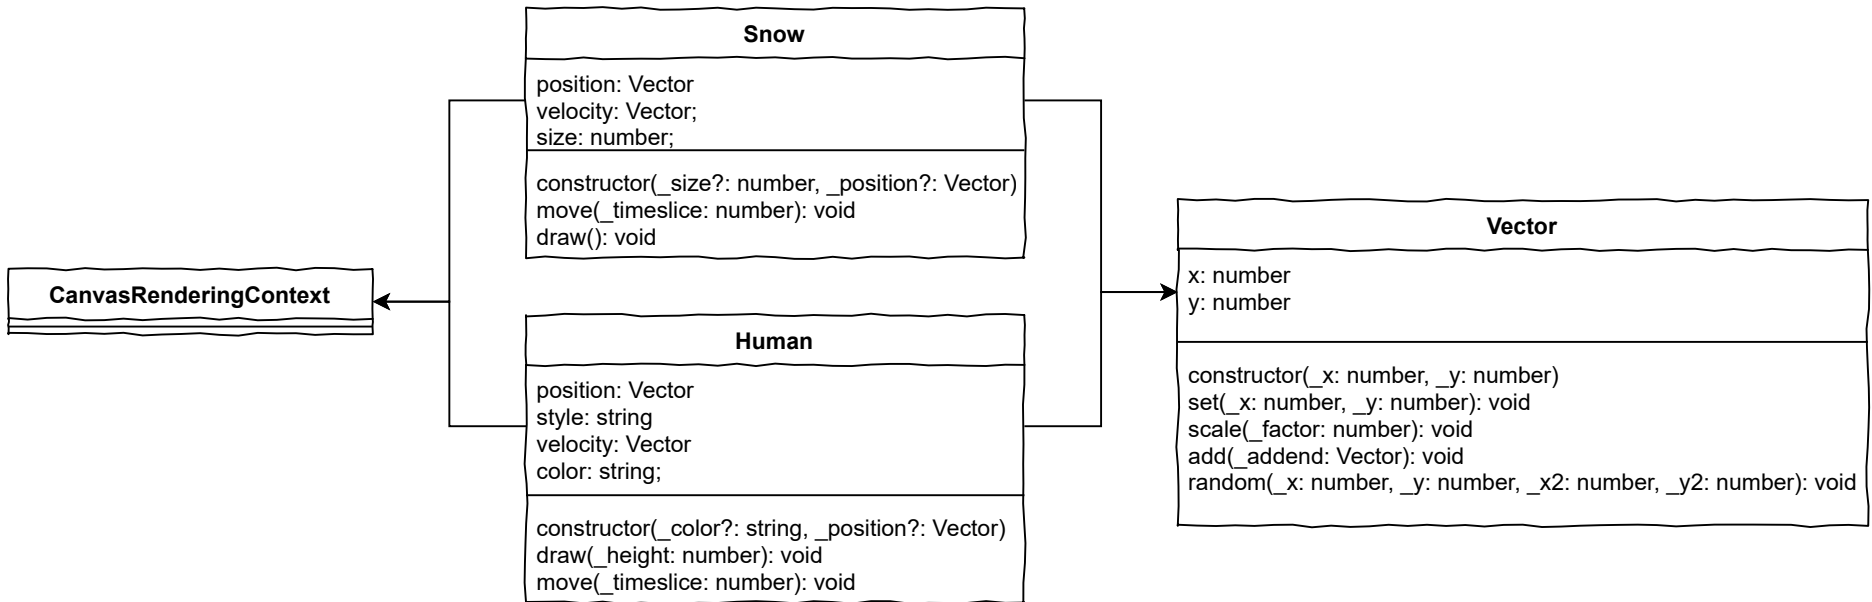 Snow
position: Vector
velocity: Vector;
size: number;
constructor(_size?: number, _position?: Vector)
move(_timeslice: number): void
draw(): void
CanvasRenderingContext
Human
position: Vector
style: string
velocity: Vector
color: string;
constructor(_color?: string, _position?: Vector)
draw(_height: number): void
move(_timeslice: number): void
Vector
x: number
y: number
constructor(_x: number, _y: number)
set(_x: number, _y: number): void
scale(_factor: number): void
add(_addend: Vector): void
random(_x: number, _y: number, _x2: number, _y2: number): void